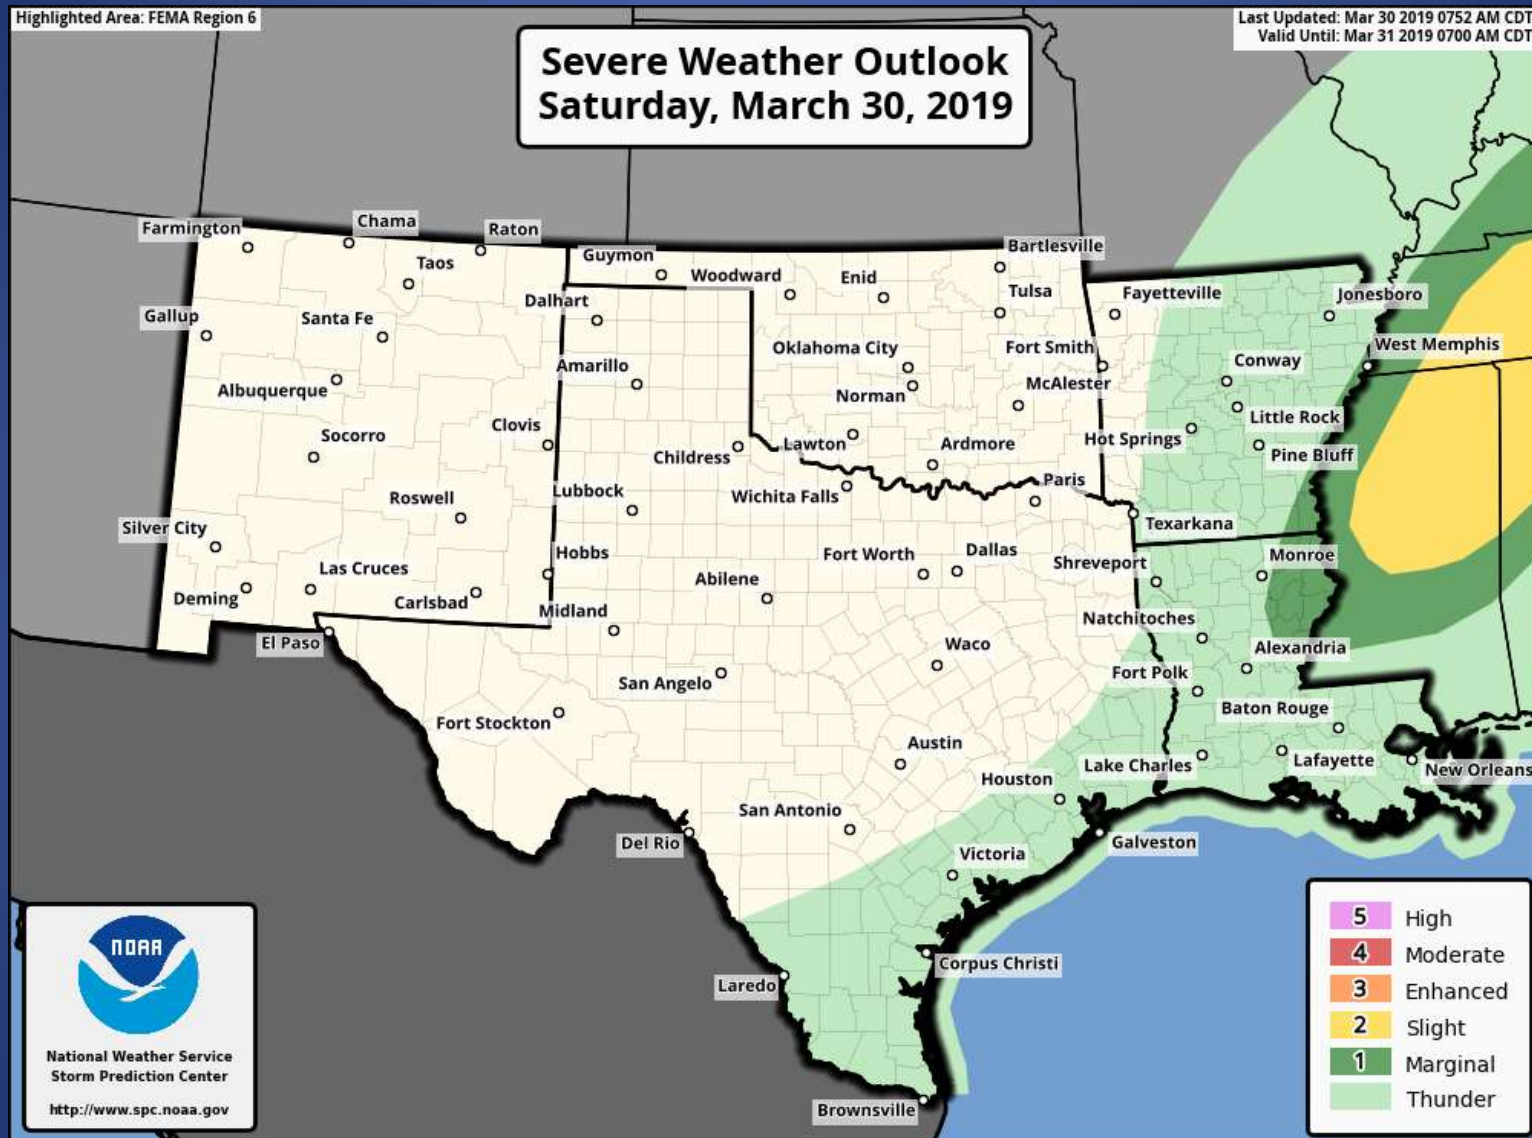 Highlighted Area: FEMA Region 6
Last Updated: Mar 30 2019 0752 AM CDT
Valid Until: Mar 31 2019 0700 AM CDT
Severe Weather Outlook
Saturday, March 30, 2019
Farmington
Chama
Raton
Taos
Guymon
Woodward
Enid
Bartlesville
Tulsa
Fayetteville
Jonesboro
Gallup
Santa Fe
Dalhart
Oklahoma City
Fort Smith
Conway
West Memphis
Albuquerque
Amarillo
Norman
McAlester
Little Rock
Socorro
Clovis
Childress
Lawton
Ardmore
Hot Springs
Pine Bluff
Roswell
Lubbock
Wichita Falls
Paris
Texarkana
Silver City
Las Cruces
Hobbs
Fort Worth
Dallas
Shreveport
Monroe
Deming
Carlsbad
Midland
Abilene
Natchitoches
El Paso
Waco
Alexandria
San Angelo
Fort Polk
Fort Stockton
Baton Rouge
Austin
Houston
Lake Charles
Lafayette
New Orleans
San Antonio
Del Rio
Galveston
Victoria
Corpus Christi
Laredo
Brownsville
NOAA
National Weather Service
Storm Prediction Center
http://www.spc.noaa.gov
5 High
4 Moderate
3 Enhanced
2 Slight
1 Marginal
Thunder